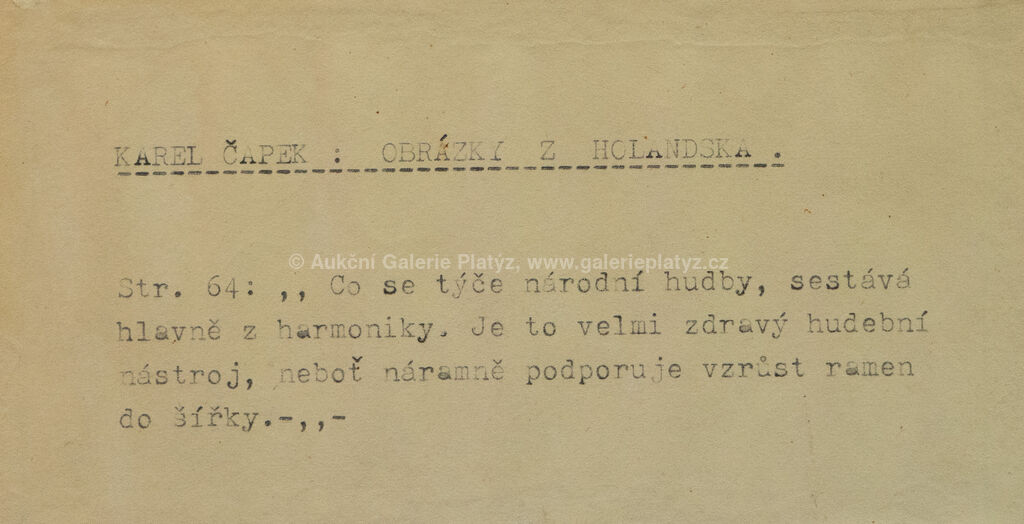 KAREL ČAPEK : OBRÁZKY Z HOLANDSKA .
© Aukční Galerie Platýz, www.galerieplatyz.cz
Str. 64: ,, Co se týče národní hudby, sestává
hlavně z harmoniky. Je to velmi zdravý hudební
nástroj, neboť náramně podporuje vzrůst ramen
do šířky.-,,-